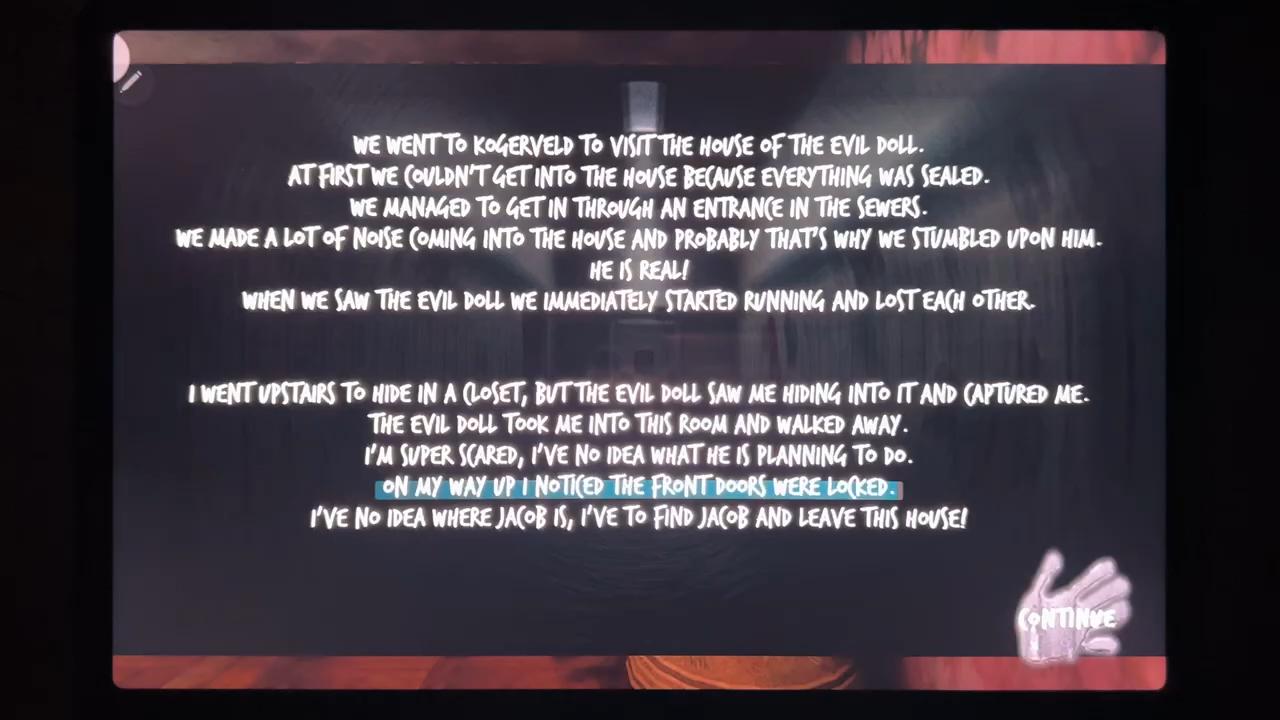 WE WENT TO KOGERVELD TO VISIT THE HOUSE OF THE EVIL DOLL.
AT FIRST WE COULDN'T GET INTO THE HOUSE BECAUSE EVERYTHING WAS SEALED.
WE MANAGED TO GET IN THROUGH AN ENTRANCE IN THE SEWERS.
WE MADE A LOT OF NOISE COMING INTO THE HOUSE AND PROBABLY THAT'S WHY WE STUMBLED UPON HIM.
HE IS REAL!
WHEN WE SAW THE EVIL DOLL WE IMMEDIATELY STARTED RUNNING AND LOST EACH OTHER.
I WENT UPSTAIRS TO HIDE IN A CLOSET, BUT THE EVIL DOLL SAW ME HIDING INTO IT AND CAPTURED ME.
THE EVIL DOLL TOOK ME INTO THIS ROOM AND WALKED AWAY.
I'M SUPER SCARED, I'VE NO IDEA WHAT HE IS PLANNING TO DO.
ON MY WAY UP I NOTICED THE FRONT DOORS WERE LOCKED.
I'VE NO IDEA WHERE JACOB IS, I'VE TO FIND JACOB AND LEAVE THIS HOUSE!
CONTINUE